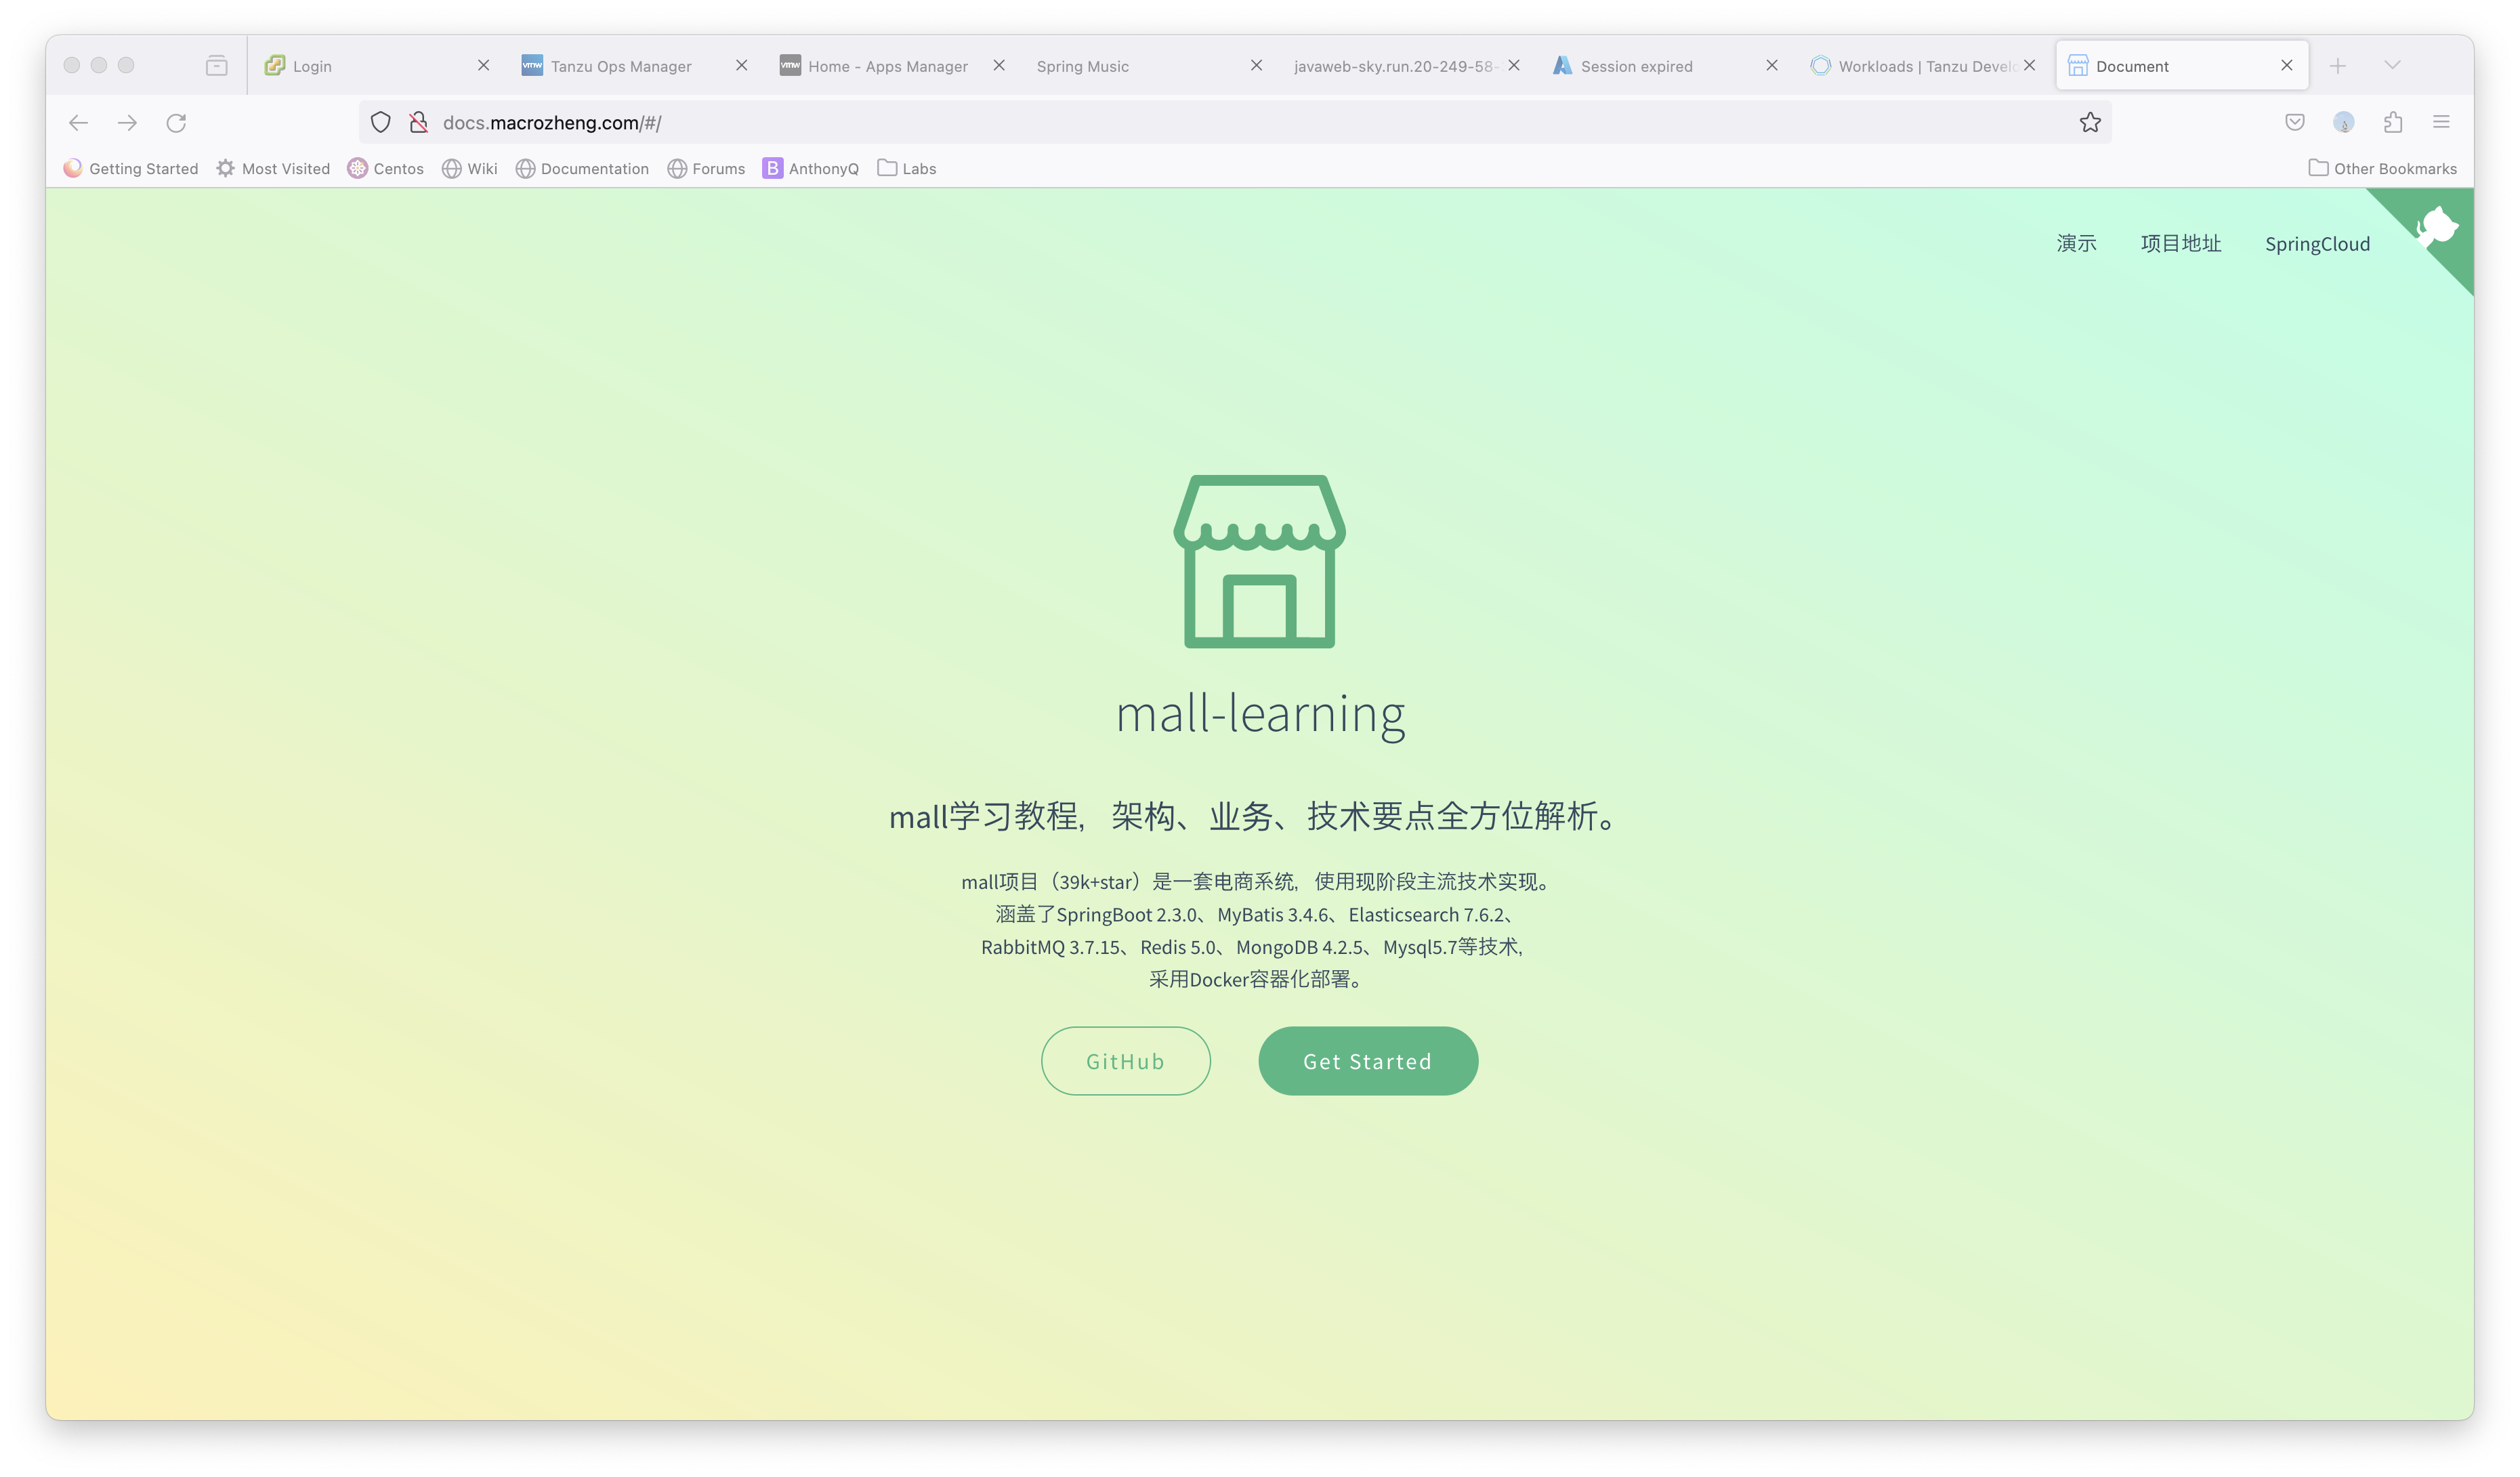 Login
vmw Tanzu Ops Manager
vmw Home - Apps Manager
Spring Music
javaweb-sky.run.20-249-58-
Session expired
Workloads | Tanzu Develo
Document
docs.macrozheng.com/#/
Getting Started
Most Visited
Centos
Wiki
Documentation
Forums
B AnthonyQ
Labs
Other Bookmarks
演示 项目地址 SpringCloud
mall-learning
mall学习教程，架构、业务、技术要点全方位解析。
mall项目（39k+star）是一套电商系统，使用现阶段主流技术实现。
涵盖了SpringBoot 2.3.0、MyBatis 3.4.6、Elasticsearch 7.6.2、
RabbitMQ 3.7.15、Redis 5.0、MongoDB 4.2.5、Mysql5.7等技术，
采用Docker容器化部署。
GitHub Get Started